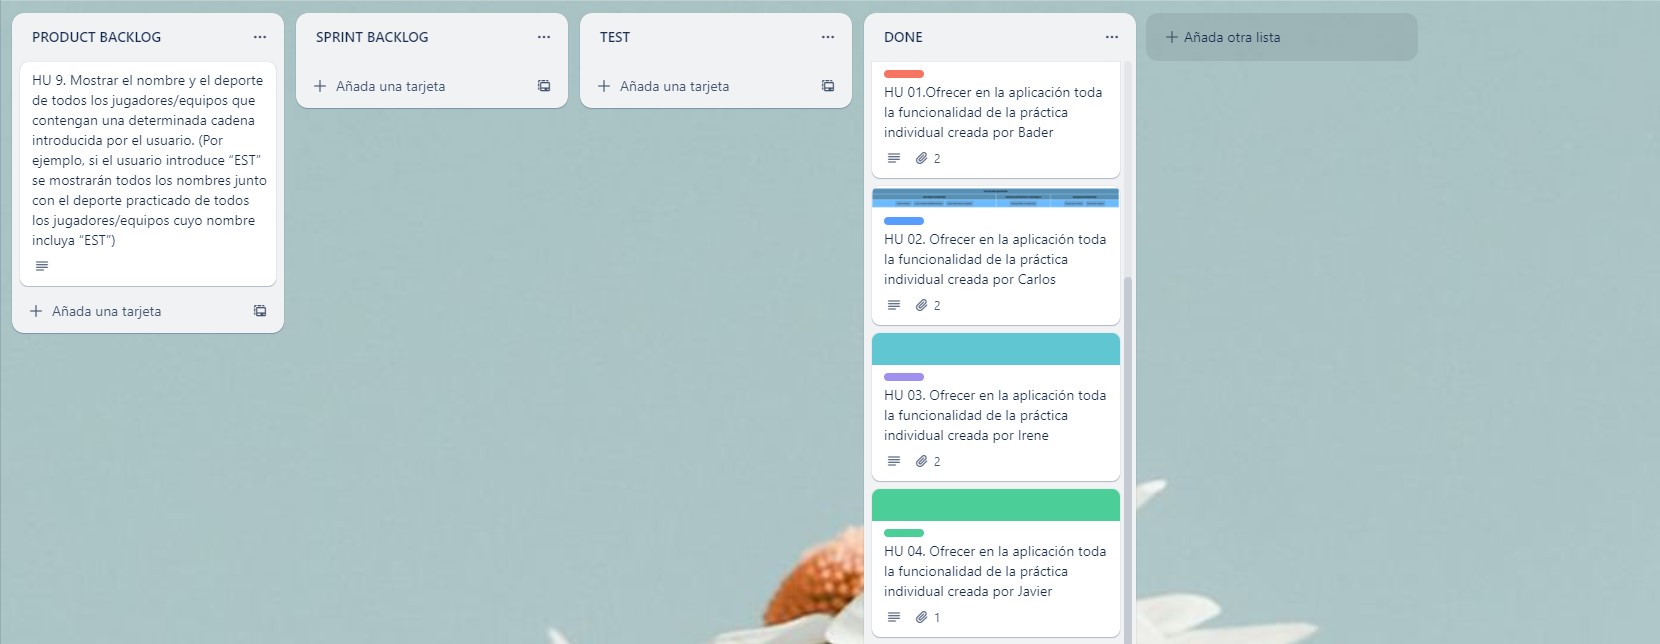 PRODUCT BACKLOG
HU 9. Mostrar el nombre y el deporte
de todos los jugadores/equipos que
contengan una determinada cadena
introducida por el usuario. (Por
ejemplo, si el usuario introduce “EST”
se mostrarán todos los nombres junto
con el deporte practicado de todos
los jugadores/equipos cuyo nombre
incluya “EST”)
Añada una tarjeta
SPRINT BACKLOG
Añada una tarjeta
TEST
Añada una tarjeta
DONE
HU 01.Ofrecer en la aplicación toda
la funcionalidad de la práctica
individual creada por Bader
2
HU 02. Ofrecer en la aplicación toda
la funcionalidad de la práctica
individual creada por Carlos
2
HU 03. Ofrecer en la aplicación toda
la funcionalidad de la práctica
individual creada por Irene
2
HU 04. Ofrecer en la aplicación toda
la funcionalidad de la práctica
individual creada por Javier
1
Añada otra lista